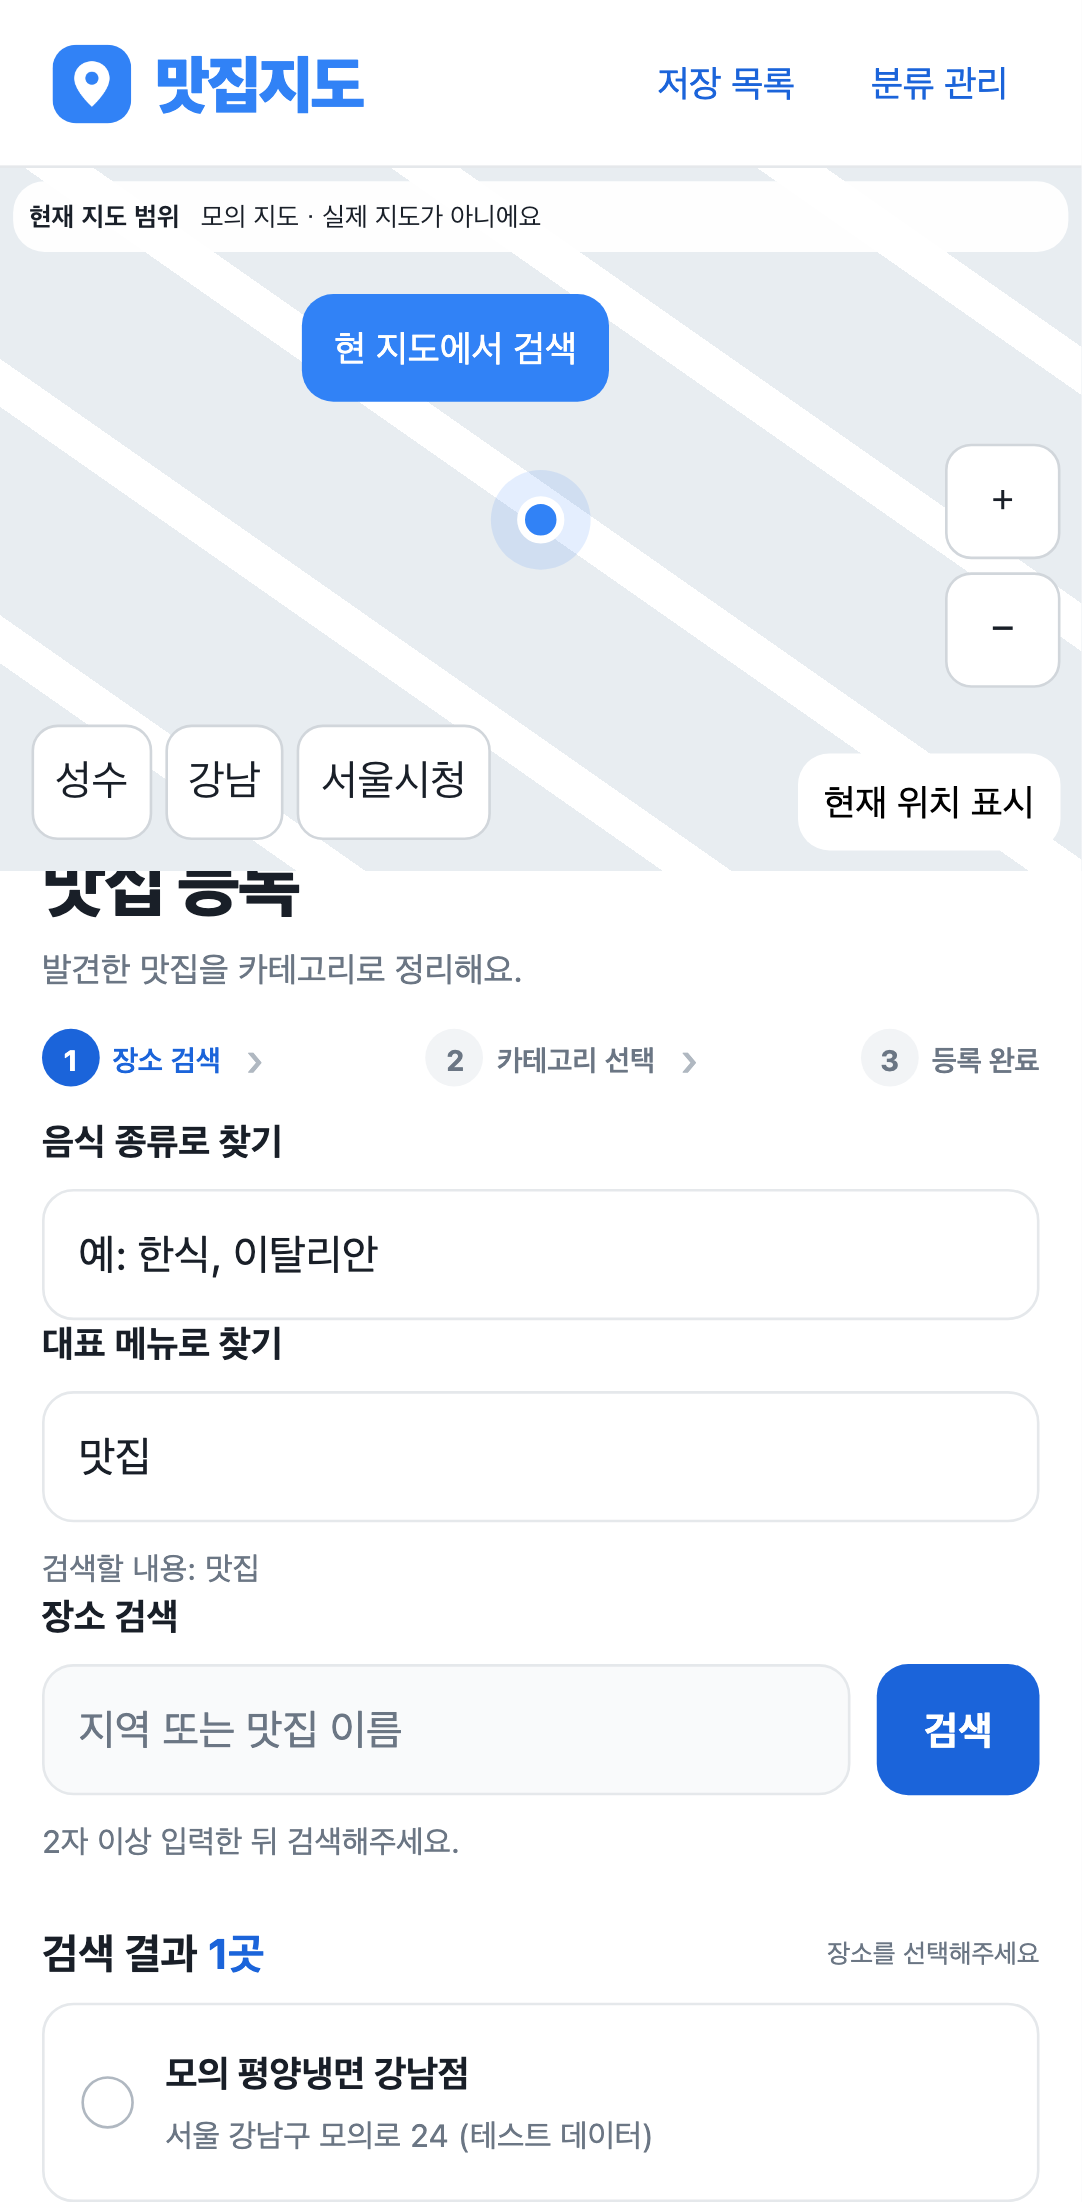 맛집지도
저장 목록
분류 관리
현재 지도 범위 모의 지도 · 실제 지도가 아니에요
현 지도에서 검색
+
−
성수
강남
서울시청
현재 위치 표시
맛집 등록
발견한 맛집을 카테고리로 정리해요.
1 장소 검색 ›
2 카테고리 선택 ›
3 등록 완료
음식 종류로 찾기
예: 한식, 이탈리안
대표 메뉴로 찾기
맛집
검색할 내용: 맛집
장소 검색
지역 또는 맛집 이름
검색
2자 이상 입력한 뒤 검색해주세요.
검색 결과 1곳
장소를 선택해주세요
모의 평양냉면 강남점
서울 강남구 모의로 24 (테스트 데이터)